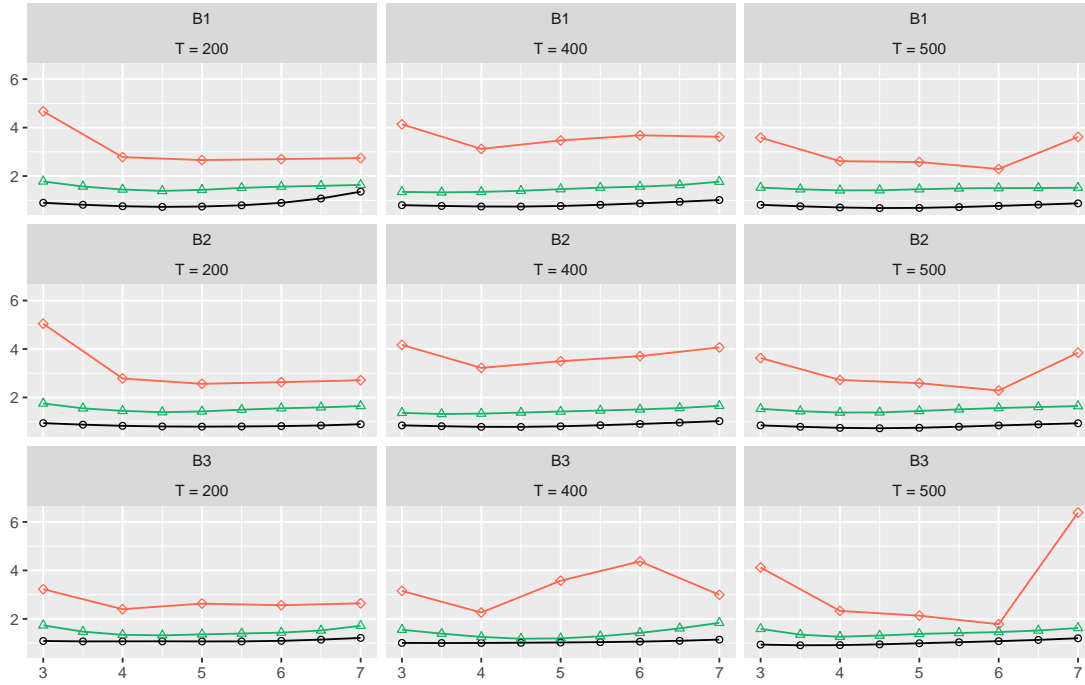 B1
T = 200
B1
T = 400
B1
T = 500
6
4
2
B2
T = 200
B2
T = 400
B2
T = 500
6
4
2
B3
T = 200
B3
T = 400
B3
T = 500
6
4
2
3 4 5 6 7
3 4 5 6 7
3 4 5 6 7